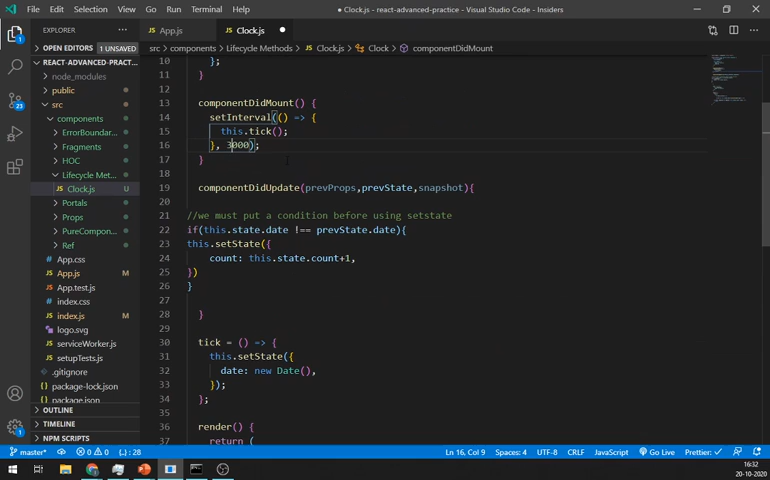 File Edit Selection View Go Run Terminal Help
● Clock.js - react-advanced-practice - Visual Studio Code - Insiders
EXPLORER
App.js
Clock.js
OPEN EDITORS 1 UNSAVED
src > components > Lifecycle Methods > Clock.js > Clock > componentDidMount
REACT-ADVANCED-PRACT...
node_modules
public
src
components
ErrorBoundar...
Fragments
HOC
Lifecycle Met...
Clock.js U
Portals
Props
PureCompon...
Ref
App.css
App.js M
App.test.js
index.css
index.js M
logo.svg
serviceWorker.js
setupTests.js
.gitignore
package-lock.json
package.json
OUTLINE
TIMELINE
NPM SCRIPTS
23
1
10 };
11 }
12
13 componentDidMount() {
14 setInterval(() => {
15 this.tick();
16 }, 3000);
17 }
18
19 componentDidUpdate(prevProps,prevState,snapshot){
20
21 //we must put a condition before using setstate
22 if(this.state.date !== prevState.date){
23 this.setState({
24 count: this.state.count+1,
25 })
26 }
27
28 }
29
30 tick = () => {
31 this.setState({
32 date: new Date(),
33 });
34 };
35
36 render() {
37 return (
master* 0 0 {..}: 28
Ln 16, Col 9 Spaces: 4 UTF-8 CRLF JavaScript Go Live Prettier: ✓
16:32
20-10-2020